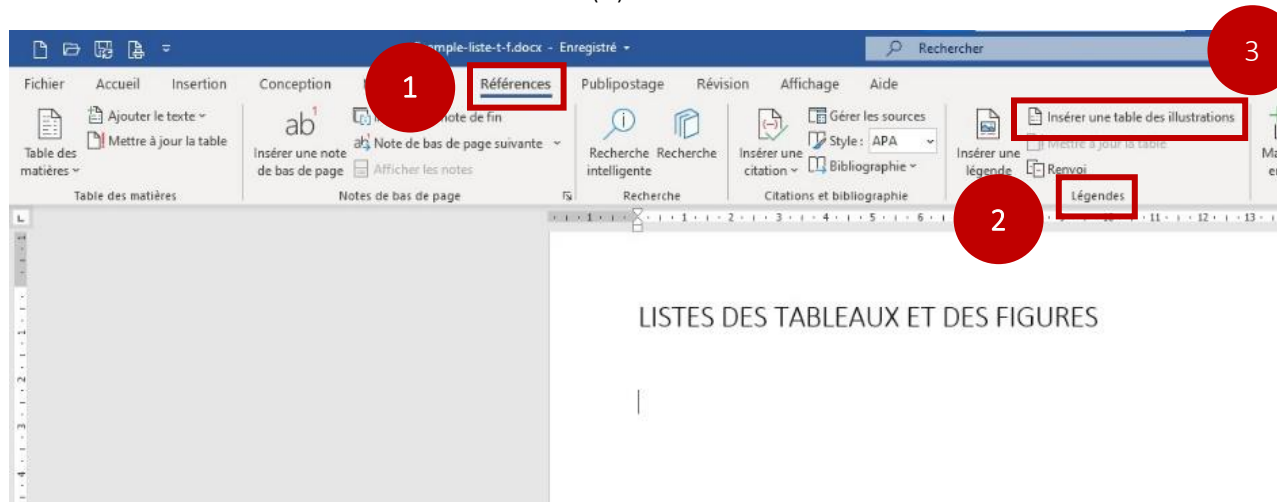 -liste-t-f.docx - Enregistré
Rechercher
3
Fichier Accueil Insertion Conception
1
Références Publipostage Révision Affichage Aide
Table des matières
Ajouter le texte
Mettre à jour la table
Table des matières
ab1
Insérer une note de bas de page
note de fin
Note de bas de page suivante
Afficher les notes
Notes de bas de page
Recherche intelligente
Recherche
Recherche
Insérer une citation
Gérer les sources
Style : APA
Bibliographie
Citations et bibliographie
Insérer une légende
Insérer une table des illustrations
Mettre à jour la table
Renvoi
Légendes
2
LISTES DES TABLEAUX ET DES FIGURES